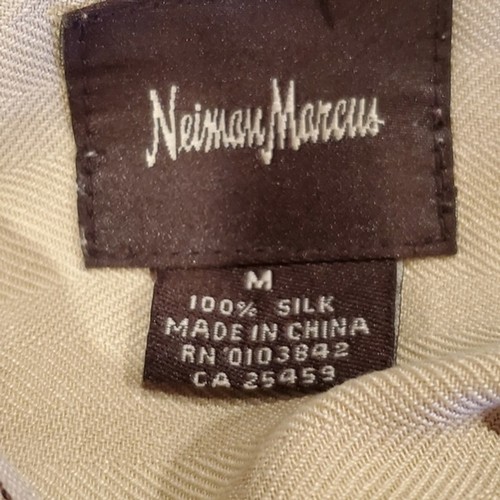 Neiman Marcus
M
100% SILK
MADE IN CHINA
RN 0103842
CA 25459